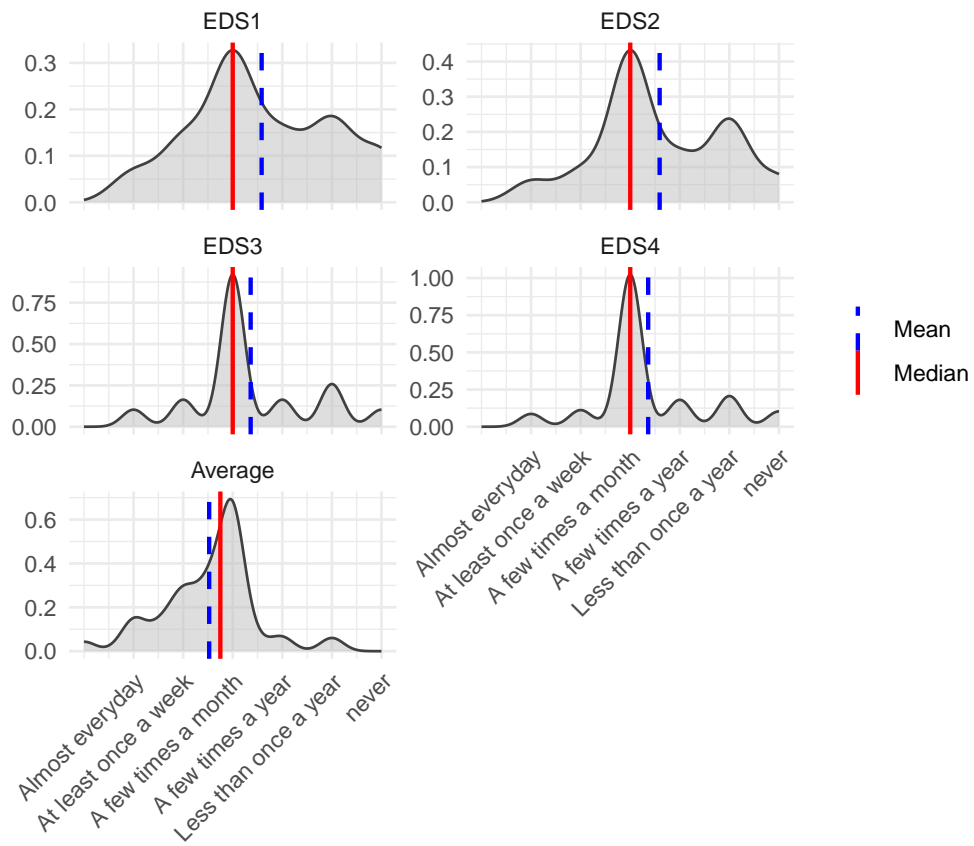 EDS1
EDS2
0.3
0.2
0.1
0.0
0.4
0.3
0.2
0.1
0.0
EDS3
EDS4
0.75
0.50
0.25
0.00
1.00
0.75
0.50
0.25
0.00
Mean
Median
Almost everyday
At least once a week
A few times a month
A few times a year
Less than once a year
never
Average
0.6
0.4
0.2
0.0
Almost everyday
At least once a week
A few times a month
A few times a year
Less than once a year
never